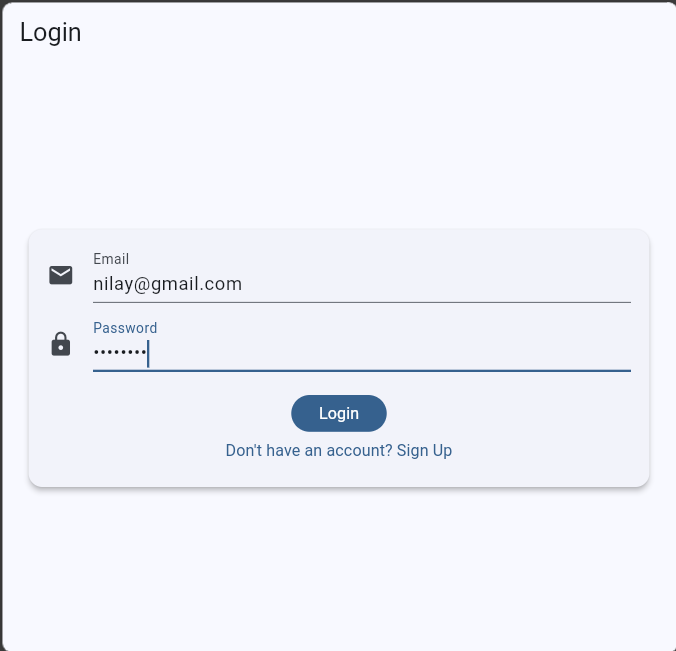 Login
Email
nilay@gmail.com
Password
••••••••
Login
Don't have an account? Sign Up